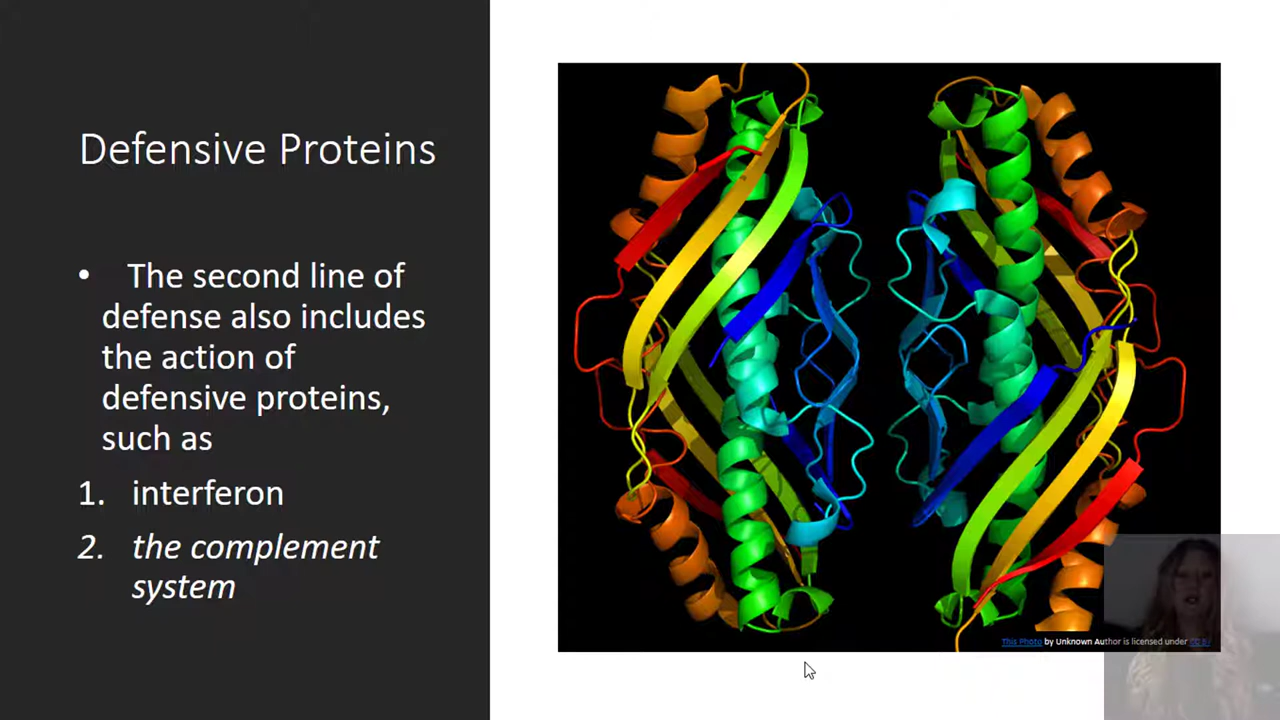 Defensive Proteins
• The second line of
defense also includes
the action of
defensive proteins,
such as
1. interferon
2. the complement
system
This Photo by Unknown Author is licensed under